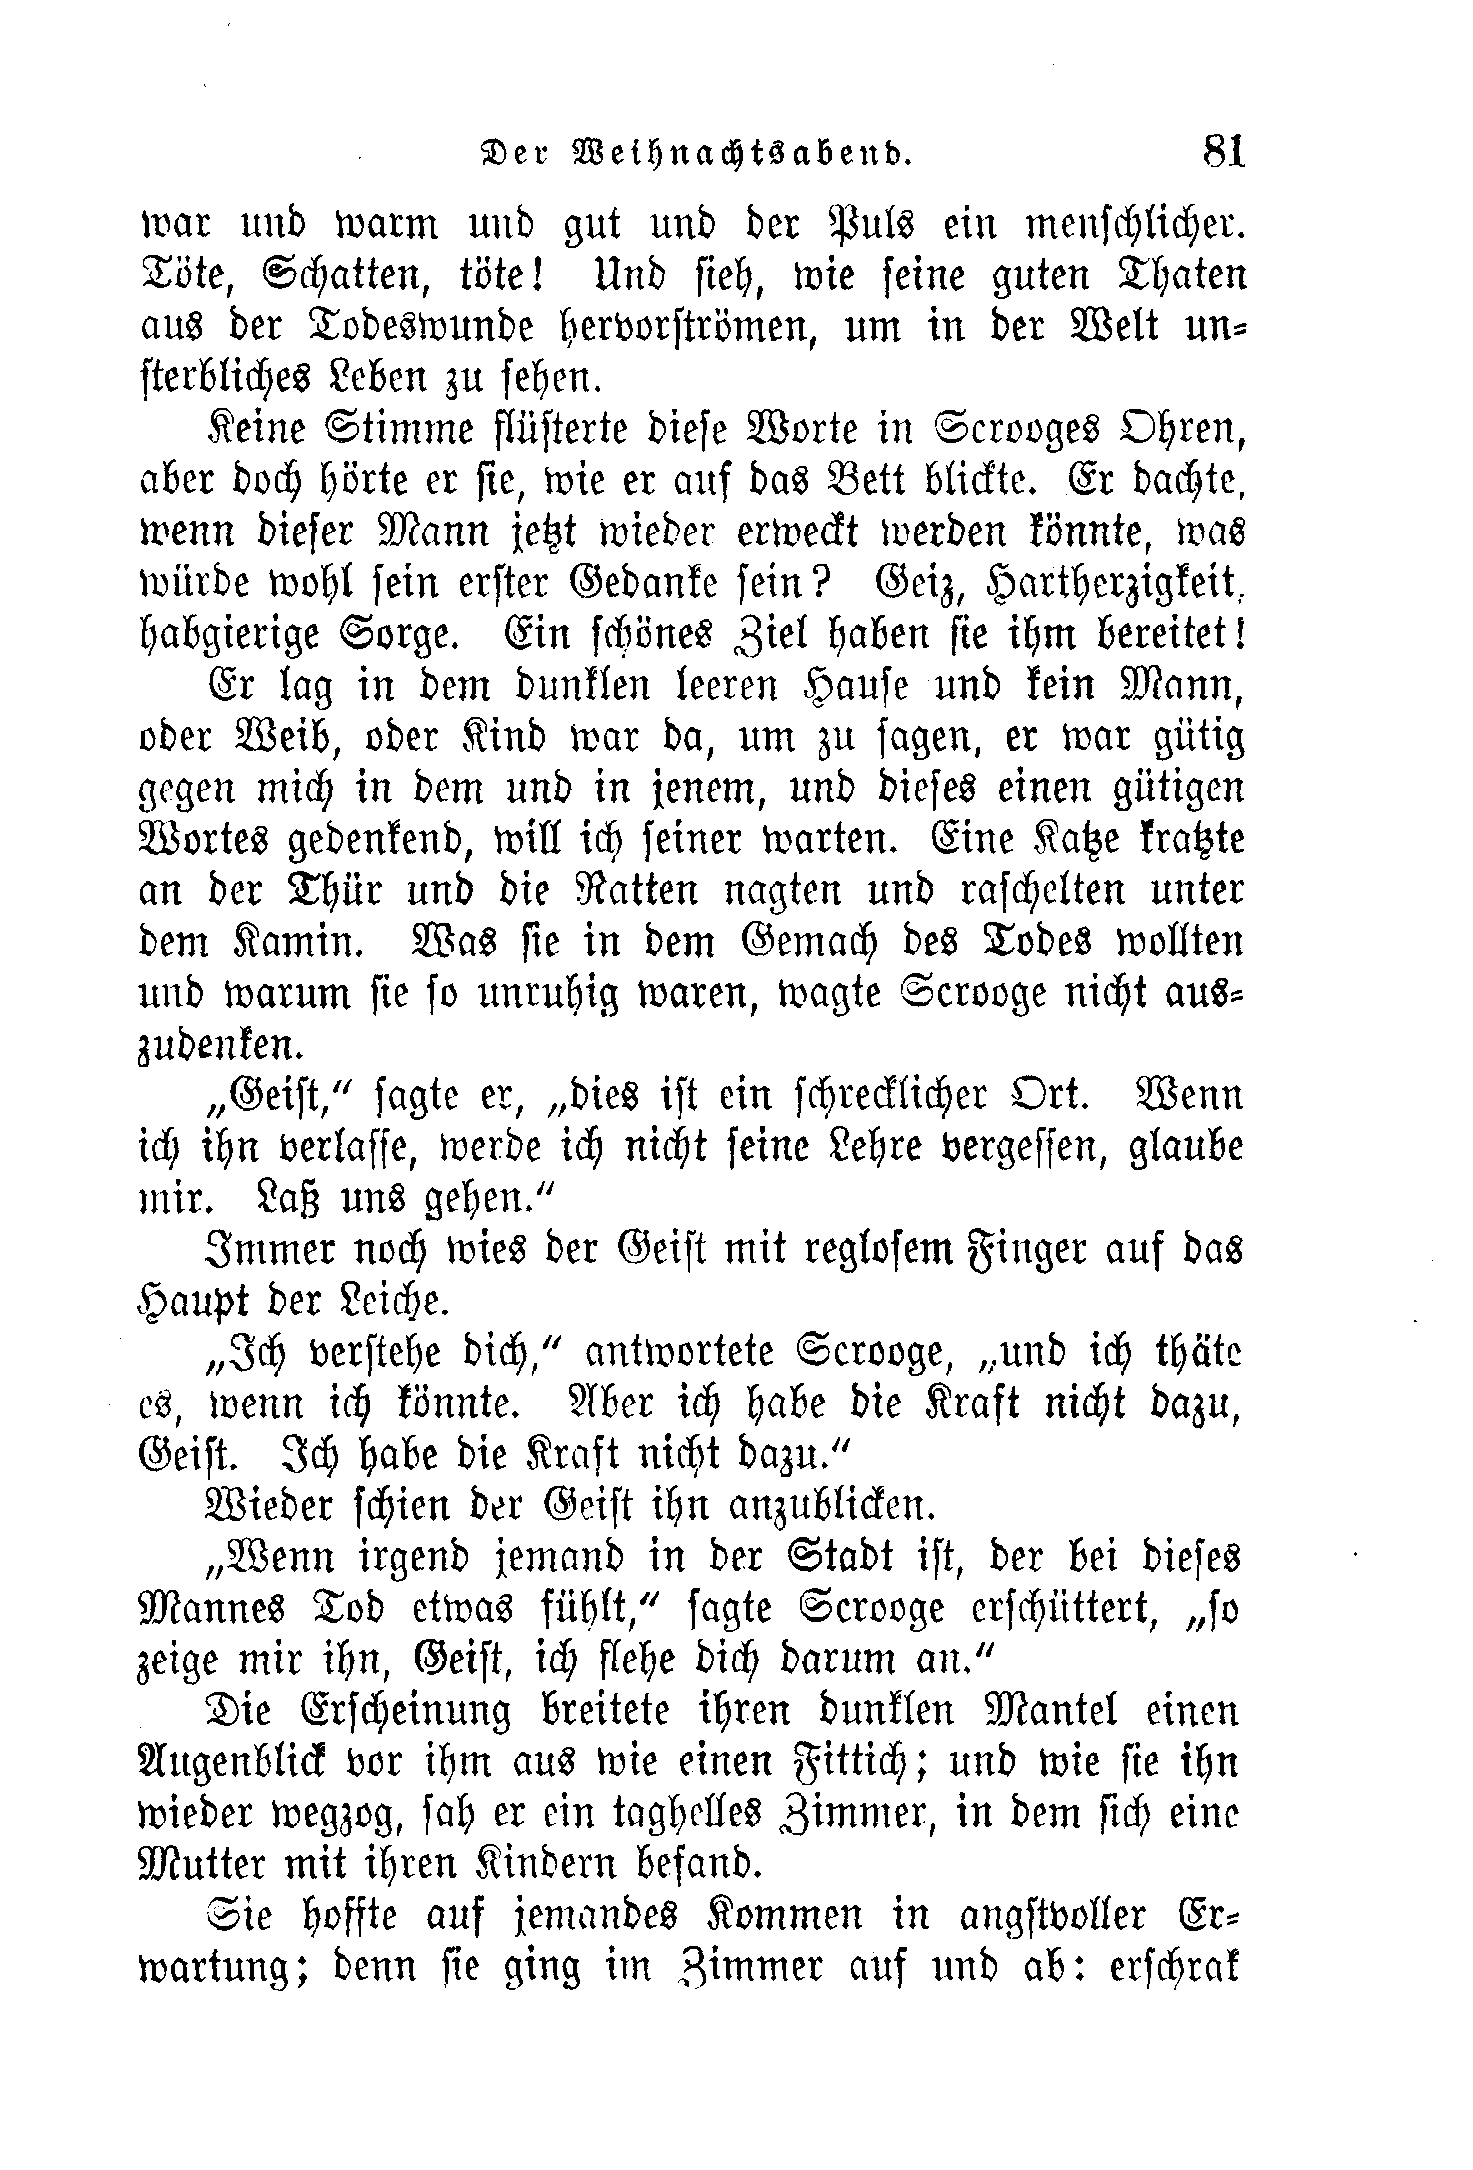 Der Weihnachtsabend. 81
war und warm und gut und der Puls ein menschlicher.
Töte, Schatten, töte! Und sieh, wie seine guten Thaten
aus der Todeswunde hervorströmen, um in der Welt un-
sterbliches Leben zu sehen.
Keine Stimme flüsterte diese Worte in Scrooges Ohren,
aber doch hörte er sie, wie er auf das Bett blickte. Er dachte,
wenn dieser Mann jetzt wieder erweckt werden könnte, was
würde wohl sein erster Gedanke sein? Geiz, Hartherzigkeit,
habgierige Sorge. Ein schönes Ziel haben sie ihm bereitet!
Er lag in dem dunklen leeren Hause und kein Mann,
oder Weib, oder Kind war da, um zu sagen, er war gütig
gegen mich in dem und in jenem, und dieses einen gütigen
Wortes gedenkend, will ich seiner warten. Eine Katze kratzte
an der Thür und die Ratten nagten und raschelten unter
dem Kamin. Was sie in dem Gemach des Todes wollten
und warum sie so unruhig waren, wagte Scrooge nicht aus-
zudenken.
„Geist,“ sagte er, „dies ist ein schrecklicher Ort. Wenn
ich ihn verlasse, werde ich nicht seine Lehre vergessen, glaube
mir. Laß uns gehen.“
Immer noch wies der Geist mit reglosem Finger auf das
Haupt der Leiche.
„Ich verstehe dich,“ antwortete Scrooge, „und ich thäte
es, wenn ich könnte. Aber ich habe die Kraft nicht dazu,
Geist. Ich habe die Kraft nicht dazu.“
Wieder schien der Geist ihn anzublicken.
„Wenn irgend jemand in der Stadt ist, der bei dieses
Mannes Tod etwas fühlt,“ sagte Scrooge erschüttert, „so
zeige mir ihn, Geist, ich flehe dich darum an.“
Die Erscheinung breitete ihren dunklen Mantel einen
Augenblick vor ihm aus wie einen Fittich; und wie sie ihn
wieder wegzog, sah er ein taghelles Zimmer, in dem sich eine
Mutter mit ihren Kindern befand.
Sie hoffte auf jemandes Kommen in angstvoller Er-
wartung; denn sie ging im Zimmer auf und ab: erschrak